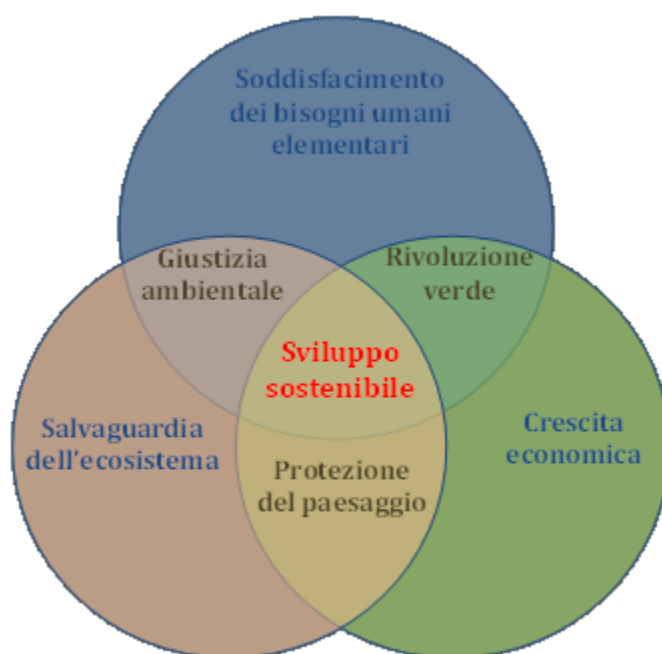 Soddisfacimento
dei bisogni umani
elementari
Giustizia
ambientale
Rivoluzione
verde
Sviluppo
sostenibile
Salvaguardia
dell'ecosistema
Crescita
economica
Protezione
del paesaggio